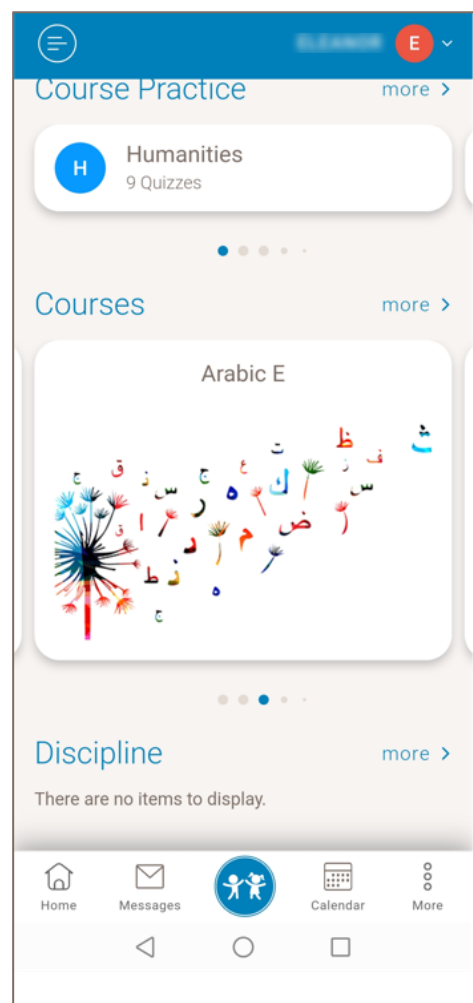 ELEANOR E
Course Practice more >
H Humanities
9 Quizzes
Courses more >
Arabic E
Discipline more >
There are no items to display.
Home Messages Calendar More